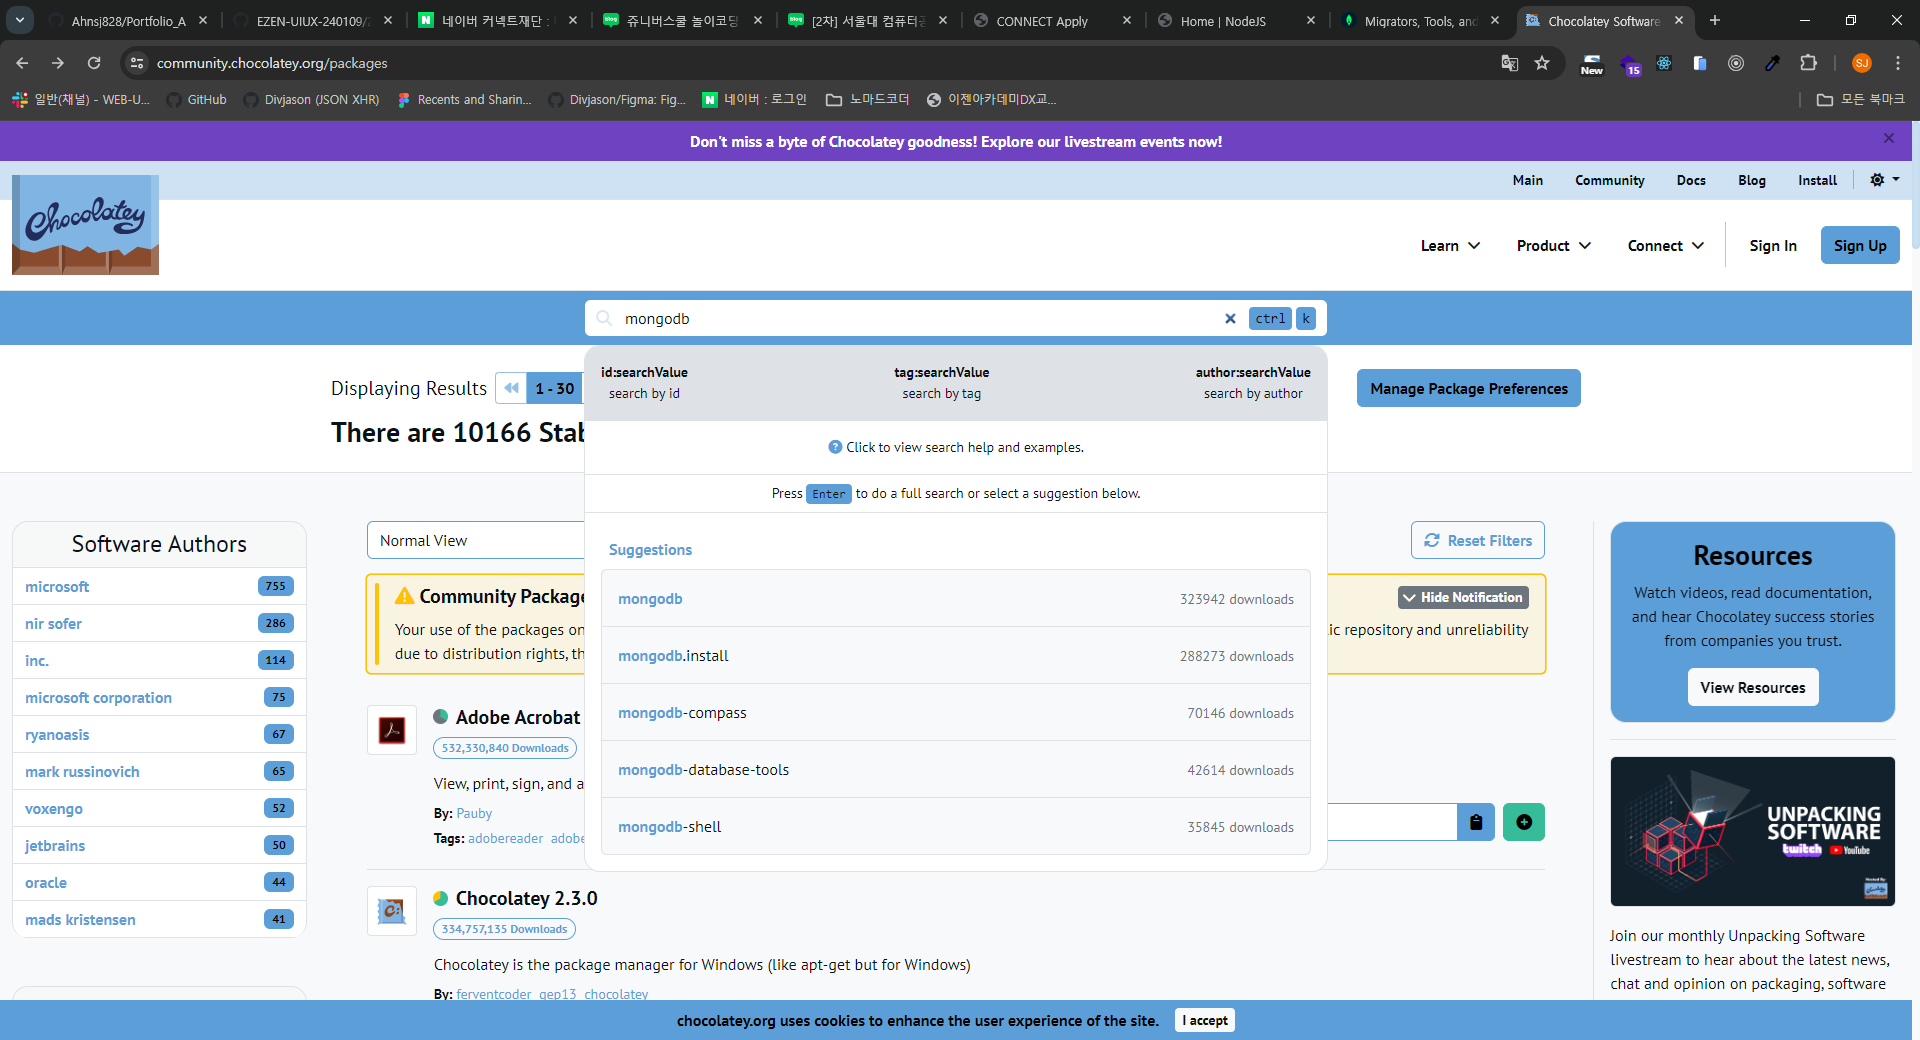 Ahnsj828/Portfolio_A
EZEN-UIUX-240109/
네이버 커넥트재단 :
쥬니버스쿨 놀이코딩
[2차] 서울대 컴퓨터공
CONNECT Apply
Home | NodeJS
Migrators, Tools, and
Chocolatey Software
community.chocolatey.org/packages
New
15
SJ
일반(채널) - WEB-U...
GitHub
Divjason (JSON XHR)
Recents and Sharin...
Divjason/Figma: Fig...
네이버 : 로그인
노마드코더
이젠아카데미DX교...
모든 북마크
Don't miss a byte of Chocolatey goodness! Explore our livestream events now!
Chocolatey
Main
Community
Docs
Blog
Install
Learn
Product
Connect
Sign In
Sign Up
mongodb
ctrl
k
Displaying Results
1 - 30
There are 10166 Stab
id:searchValue
search by id
tag:searchValue
search by tag
author:searchValue
search by author
Manage Package Preferences
Click to view search help and examples.
Press Enter to do a full search or select a suggestion below.
Suggestions
mongodb
323942 downloads
mongodb.install
288273 downloads
mongodb-compass
70146 downloads
mongodb-database-tools
42614 downloads
mongodb-shell
35845 downloads
Software Authors
microsoft
755
nir sofer
286
inc.
114
microsoft corporation
75
ryanoasis
67
mark russinovich
65
voxengo
52
jetbrains
50
oracle
44
mads kristensen
41
Normal View
Reset Filters
Community Package
Hide Notification
Your use of the packages on
ic repository and unreliability
due to distribution rights, th
Adobe Acrobat
532,330,840 Downloads
View, print, sign, and a
By: Pauby
Tags: adobereader adobe
Chocolatey 2.3.0
334,757,135 Downloads
Chocolatey is the package manager for Windows (like apt-get but for Windows)
By: ferventcoder gep13 chocolatey
Resources
Watch videos, read documentation,
and hear Chocolatey success stories
from companies you trust.
View Resources
UNPACKING
SOFTWARE
twitch
YouTube
Join our monthly Unpacking Software
livestream to hear about the latest news,
chat and opinion on packaging, software
chocolatey.org uses cookies to enhance the user experience of the site.
I accept